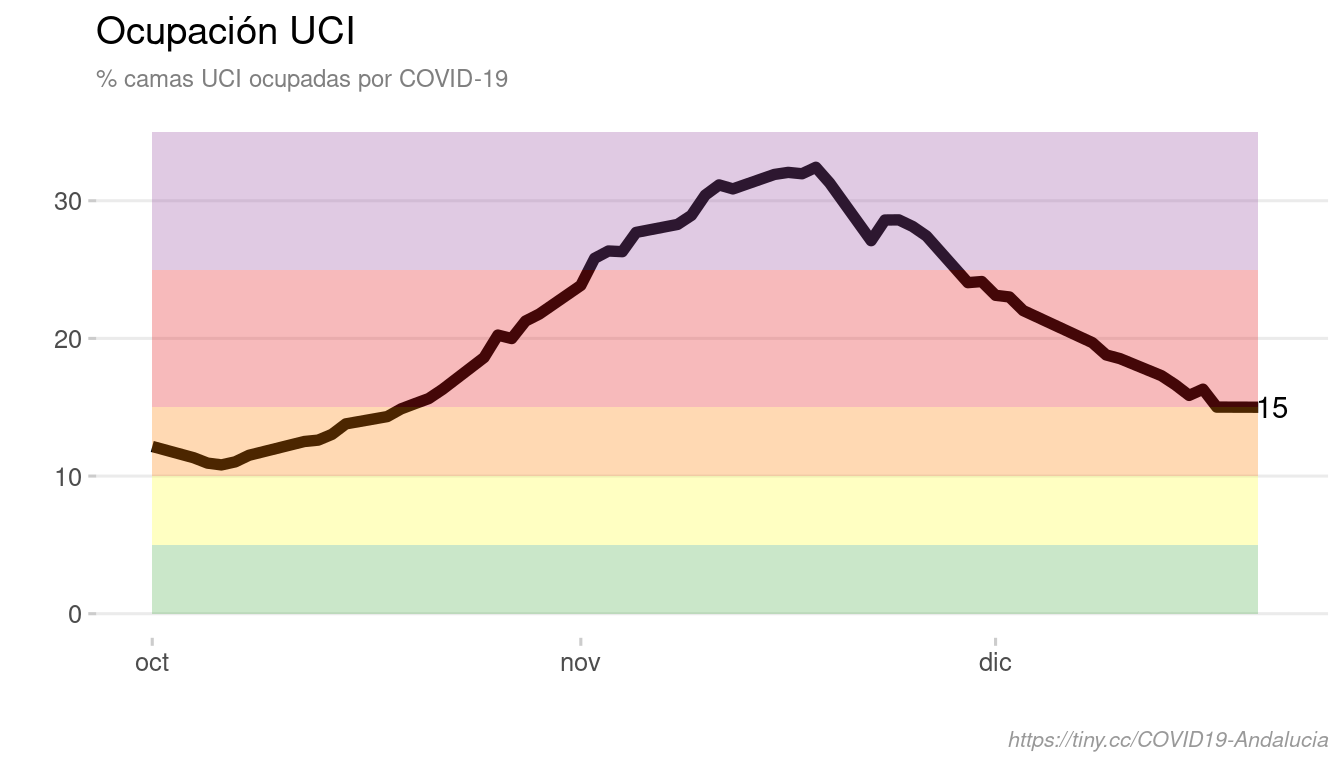 Ocupación UCI
% camas UCI ocupadas por COVID-19
30
20
15
10
0
oct nov dic
https://tiny.cc/COVID19-Andalucia